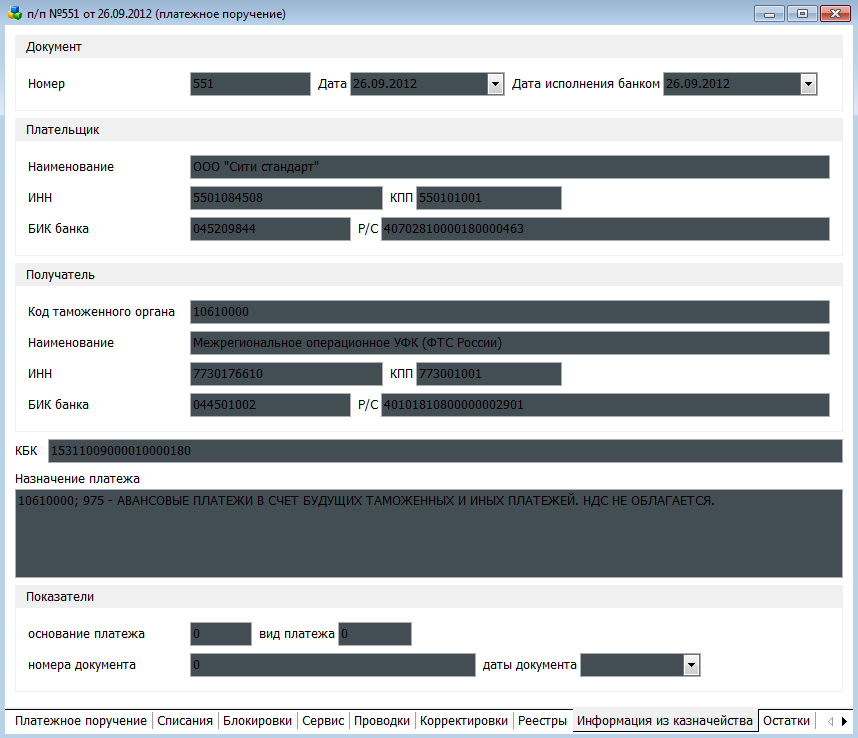 п/п №551 от 26.09.2012 (платежное поручение)
Документ
Номер 551 Дата 26.09.2012 Дата исполнения банком 26.09.2012
Плательщик
Наименование ООО "Сити стандарт"
ИНН 5501084508 КПП 550101001
БИК банка 045209844 Р/С 40702810000180000463
Получатель
Код таможенного органа 10610000
Наименование Межрегиональное операционное УФК (ФТС России)
ИНН 7730176610 КПП 773001001
БИК банка 044501002 Р/С 40101810800000002901
КБК 15311009000010000180
Назначение платежа
10610000; 975 - АВАНСОВЫЕ ПЛАТЕЖИ В СЧЕТ БУДУЩИХ ТАМОЖЕННЫХ И ИНЫХ ПЛАТЕЖЕЙ. НДС НЕ ОБЛАГАЕТСЯ.
Показатели
основание платежа 0 вид платежа 0
номера документа 0 даты документа
Платежное поручение Списания Блокировки Сервис Проводки Корректировки Реестры Информация из казначейства Остатки